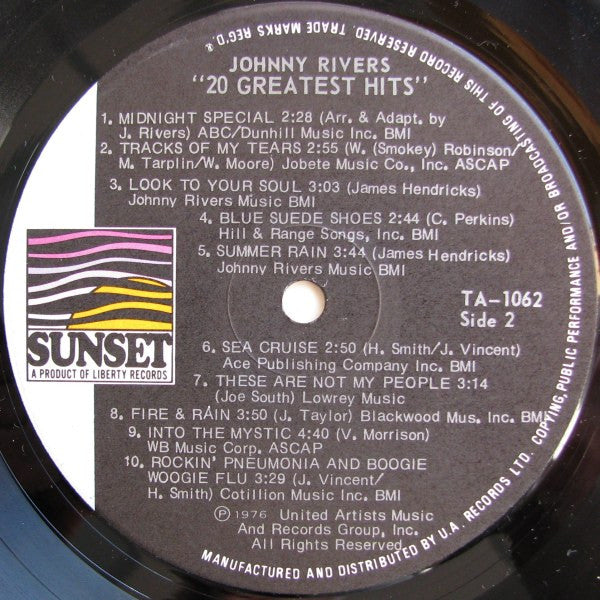 JOHNNY RIVERS
"20 GREATEST HITS"
1. MIDNIGHT SPECIAL 2:28 (Arr. & Adapt. by
J. Rivers) ABC/Dunhill Music Inc. BMI
2. TRACKS OF MY TEARS 2:55 (W. (Smokey) Robinson/
M. Tarplin/W. Moore) Jobete Music Co., Inc. ASCAP
3. LOOK TO YOUR SOUL 3:03 (James Hendricks)
Johnny Rivers Music BMI
4. BLUE SUEDE SHOES 2:44 (C. Perkins)
Hill & Range Songs, Inc. BMI
5. SUMMER RAIN 3:44 (James Hendricks)
Johnny Rivers Music BMI
TA-1062
Side 2
SUNSET
A PRODUCT OF LIBERTY RECORDS
6. SEA CRUISE 2:50 (H. Smith/J. Vincent)
Ace Publishing Company Inc. BMI
7. THESE ARE NOT MY PEOPLE 3:14
(Joe South) Lowrey Music
8. FIRE & RAIN 3:50 (J. Taylor) Blackwood Mus. Inc. BMI
9. INTO THE MYSTIC 4:40 (V. Morrison)
WB Music Corp. ASCAP
10. ROCKIN' PNEUMONIA AND BOOGIE
WOOGIE FLU 3:29 (J. Vincent/
H. Smith) Cotillion Music Inc. BMI
℗ 1976 United Artists Music
And Records Group, Inc.
All Rights Reserved
MANUFACTURED AND DISTRIBUTED BY U.A. RECORDS LTD. COPYING, PUBLIC PERFORMANCE AND/OR BROADCASTING OF THIS RECORD RESERVED. TRADE MARKS REG'D.